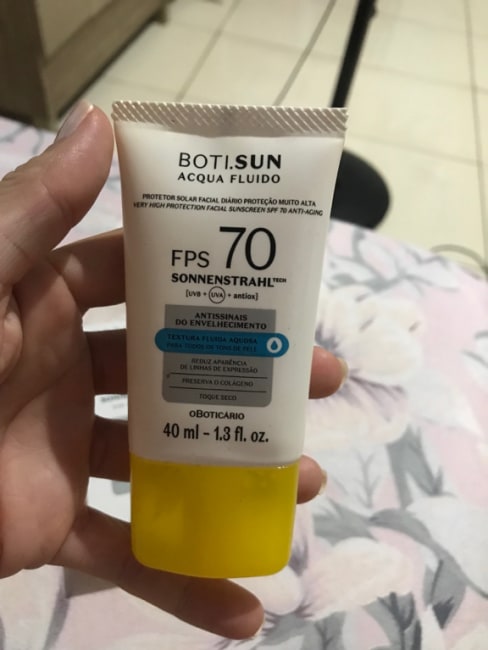 BOTI.SUN
ACQUA FLUIDO
PROTETOR SOLAR FACIAL DIÁRIO PROTEÇÃO MUITO ALTA
VERY HIGH PROTECTION FACIAL SUNSCREEN SPF 70 ANTI-AGING
FPS 70
SONNENSTRAHL TECH
[UVB + UVA + antiox]
ANTISSINAIS
DO ENVELHECIMENTO
TEXTURA FLUIDA AQUOSA
PARA TODOS OS TONS DE PELE
REDUZ APARÊNCIA
DE LINHAS DE EXPRESSÃO
PRESERVA O COLÁGENO
TOQUE SECO
OBOTICÁRIO
40 ml - 1.3 fl. oz.